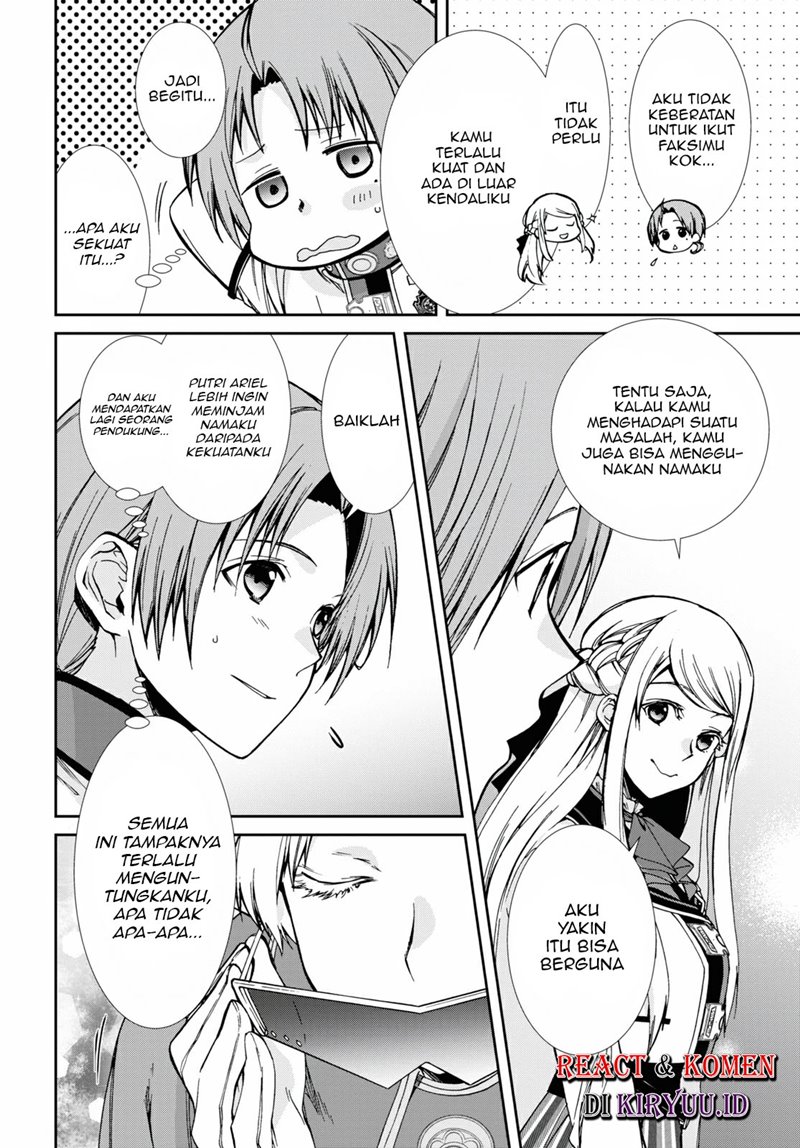 AKU TIDAK
KEBERATAN
UNTUK IKUT
FAKSIMU
KOK...
ITU
TIDAK
PERLU
KAMU
TERLALU
KUAT DAN
ADA DI LUAR
KENDALIKU
JADI
BEGITU...
...APA AKU
SEKUAT
ITU...?
TENTU SAJA,
KALAU KAMU
MENGHADAPI SUATU
MASALAH, KAMU
JUGA BISA MENGGU-
NAKAN NAMAKU
BAIKLAH
PUTRI ARIEL
LEBIH INGIN
MEMINJAM
NAMAKU
DARIPADA
KEKUATANKU
DAN AKU
MENDAPATKAN
LAGI SEORANG
PENDUKUNG...
AKU
YAKIN
ITU BISA
BERGUNA
SEMUA
INI TAMPAKNYA
TERLALU
MENGUN-
TUNGKANKU,
APA TIDAK
APA-APA...
REACT & KOMEN
DI KIRYUU.ID